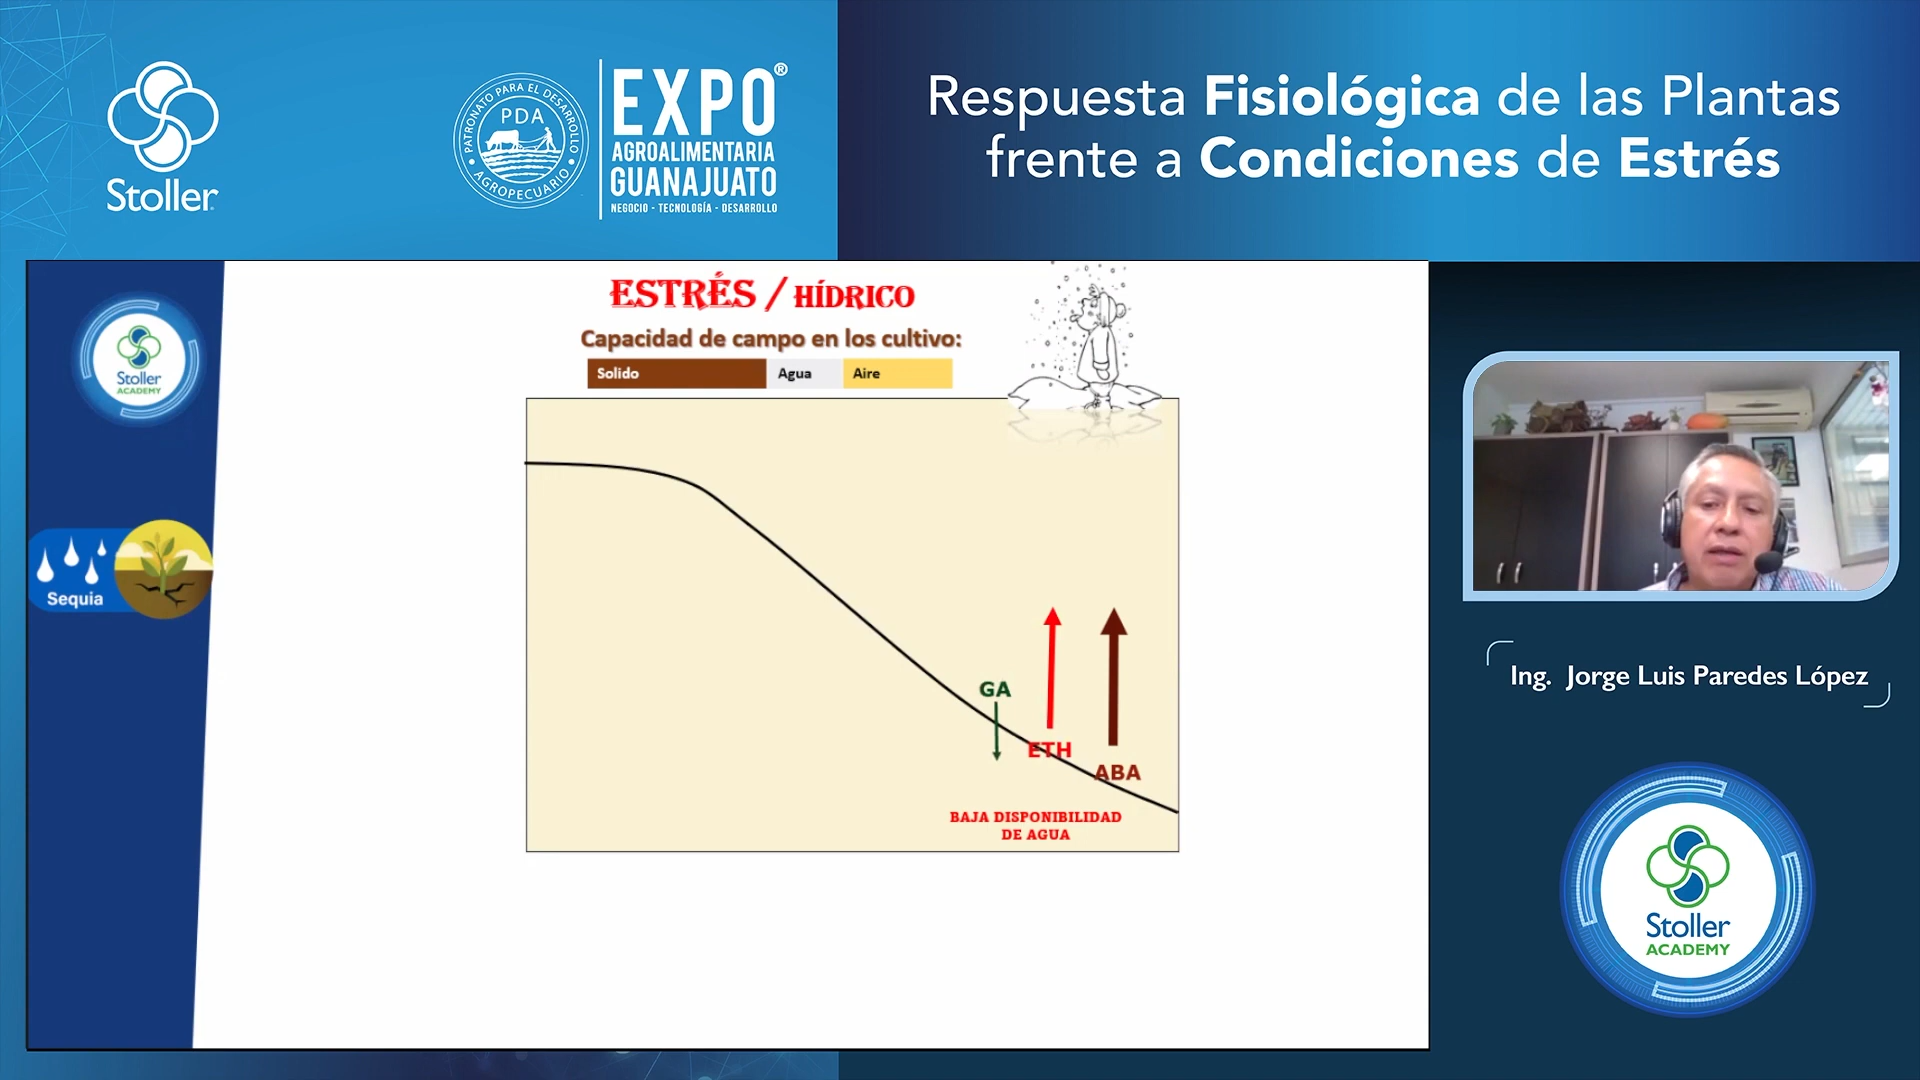 Stoller
PATRONATO PARA EL DESARROLLO
PDA
AGROPECUARIO
EXPO®
AGROALIMENTARIA
GUANAJUATO
NEGOCIO - TECNOLOGÍA - DESARROLLO
Respuesta Fisiológica de las Plantas
frente a Condiciones de Estrés
Stoller
ACADEMY
Sequia
ESTRÉS / HÍDRICO
Capacidad de campo en los cultivo:
Solido Agua Aire
GA
ETH
ABA
BAJA DISPONIBILIDAD
DE AGUA
Ing. Jorge Luis Paredes López
Stoller
ACADEMY